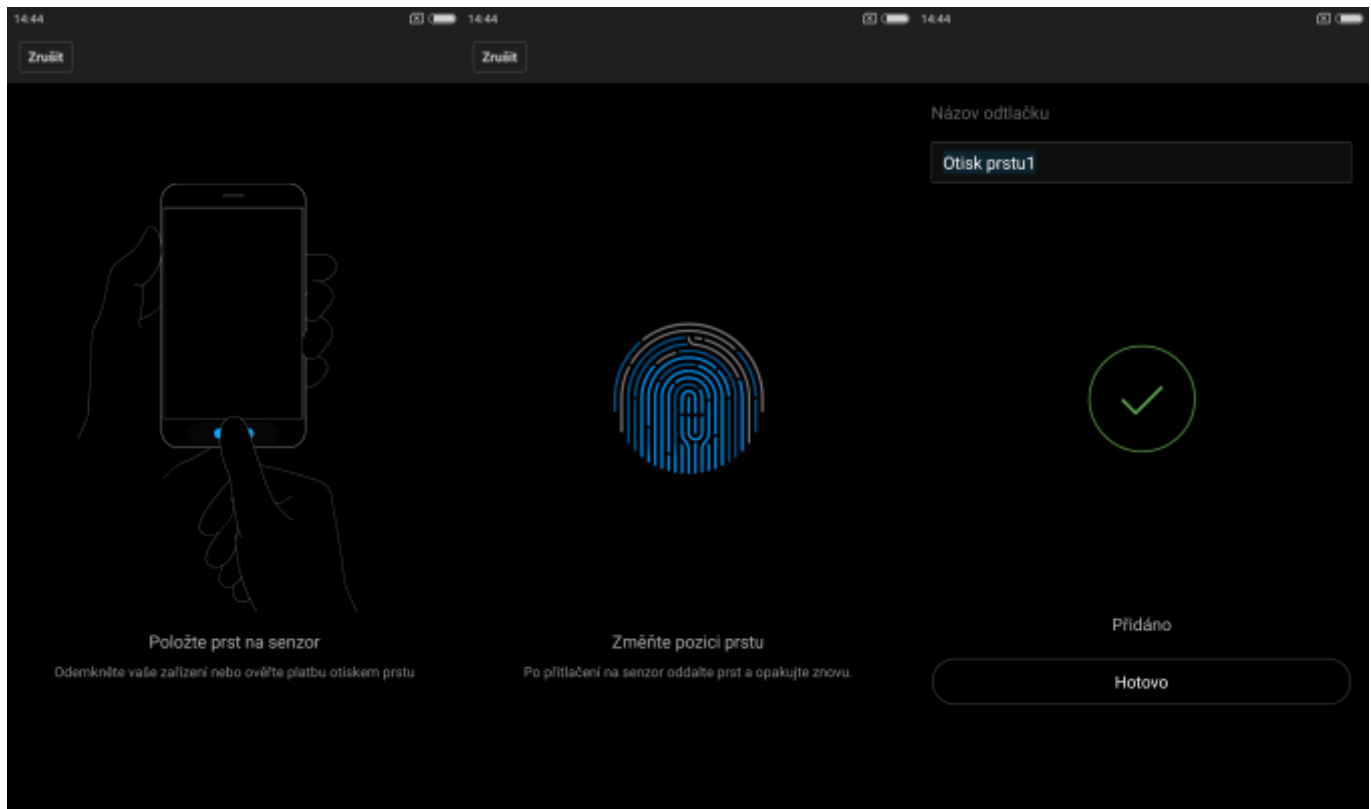 14:44
Zrušit
Položte prst na senzor
Odemkněte vaše zařízení nebo ověřte platbu otiskem prstu
14:44
Zrušit
Změňte pozici prstu
Po přitlačení na senzor oddalte prst a opakujte znovu.
14:44
Názov odtlačku
Otisk prstu1
Přidáno
Hotovo